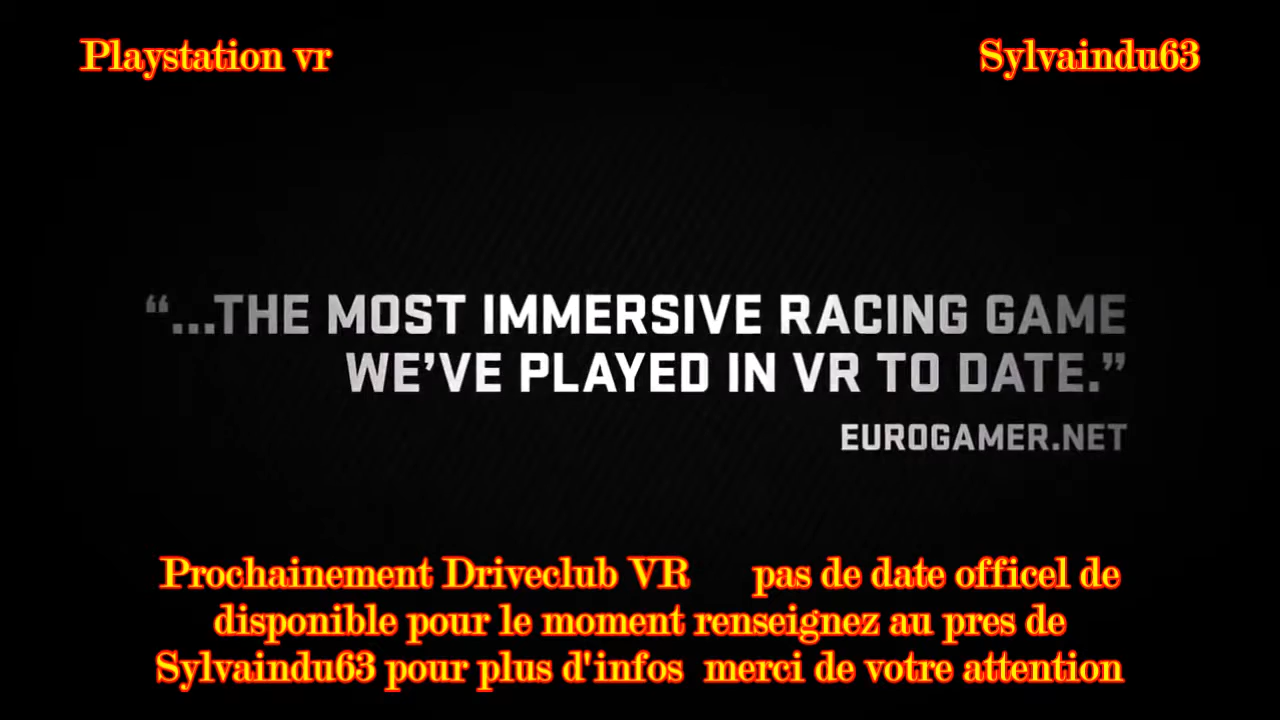 Playstation vr
Sylvaindu63
“...THE MOST IMMERSIVE RACING GAME
WE’VE PLAYED IN VR TO DATE.”
EUROGAMER.NET
Prochainement Driveclub VR pas de date officel de
disponible pour le moment renseignez au pres de
Sylvaindu63 pour plus d'infos merci de votre attention